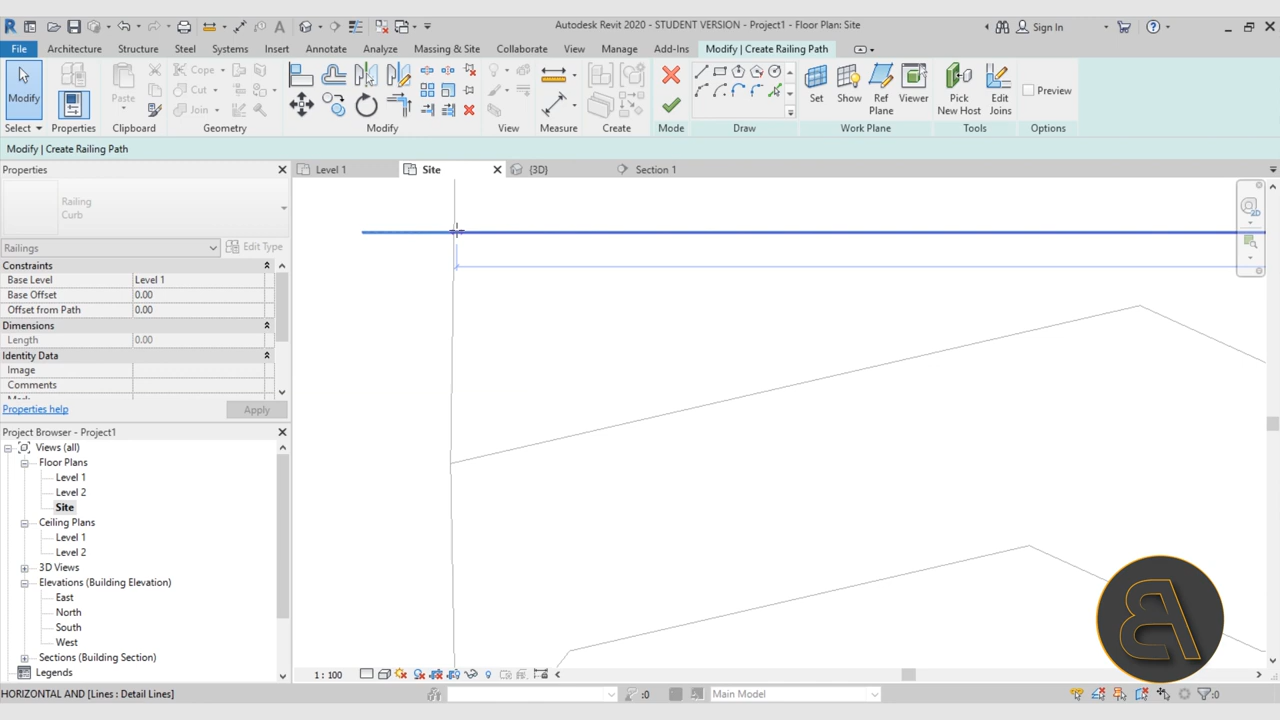 Autodesk Revit 2020 - STUDENT VERSION - Project1 - Floor Plan: Site
Sign In
File Architecture Structure Steel Systems Insert Annotate Analyze Massing & Site Collaborate View Manage Add-Ins Modify | Create Railing Path
Modify
Paste
Cope
Cut
Join
Set Show Ref Plane Viewer
Pick New Host
Edit Joins
Preview
Select Properties Clipboard Geometry Modify View Measure Create Mode Draw Work Plane Tools Options
Modify | Create Railing Path
Properties
Level 1 Site {3D} Section 1
Railing
Curb
Railings Edit Type
Constraints
Base Level Level 1
Base Offset 0.00
Offset from Path 0.00
Dimensions
Length 0.00
Identity Data
Image
Comments
Properties help Apply
Project Browser - Project1
Views (all)
Floor Plans
Level 1
Level 2
Site
Ceiling Plans
Level 1
Level 2
3D Views
Elevations (Building Elevation)
East
North
South
West
Sections (Building Section)
Legends
1 : 100
HORIZONTAL AND [Lines : Detail Lines]
:0
Main Model
:0
2D